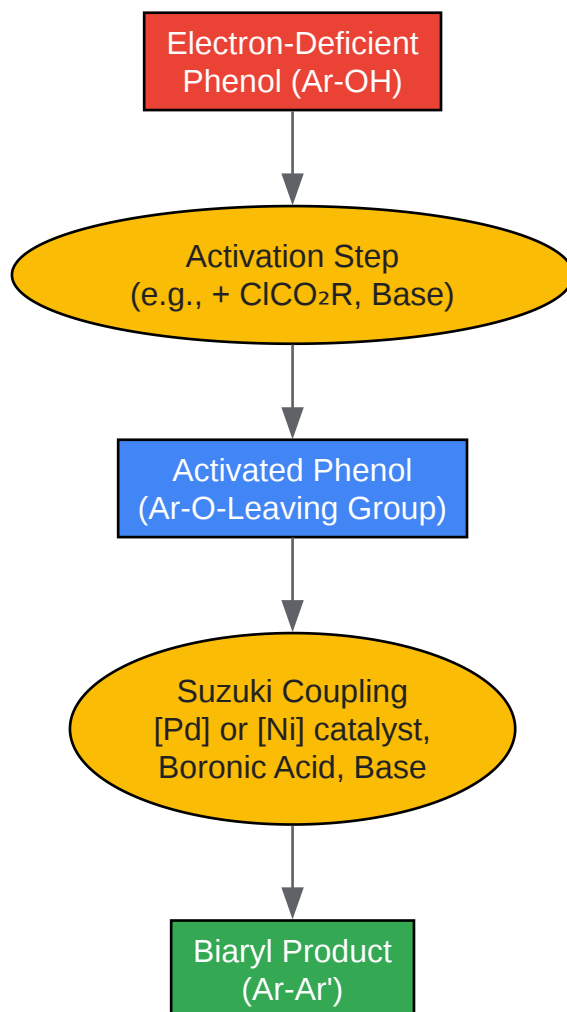 Electron-Deficient
Phenol (Ar-OH)
Activation Step
(e.g., + ClCO₂R, Base)
Activated Phenol
(Ar-O-Leaving Group)
Suzuki Coupling
[Pd] or [Ni] catalyst,
Boronic Acid, Base
Biaryl Product
(Ar-Ar')